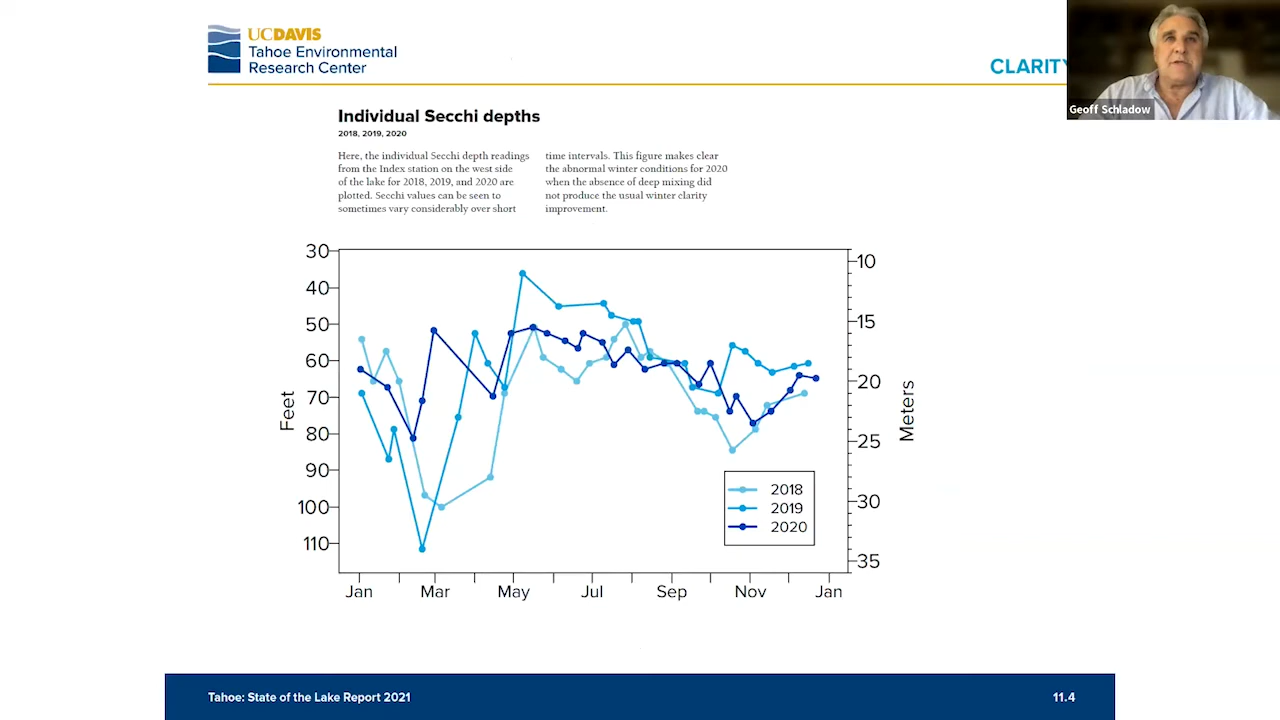 UCDAVIS
Tahoe Environmental
Research Center
CLARITY
Geoff Schladow
Individual Secchi depths
2018, 2019, 2020
Here, the individual Secchi depth readings
from the Index station on the west side
of the lake for 2018, 2019, and 2020 are
plotted. Secchi values can be seen to
sometimes vary considerably over short
time intervals. This figure makes clear
the abnormal winter conditions for 2020
when the absence of deep mixing did
not produce the usual winter clarity
improvement.
30
40
50
60
70
80
90
100
110
Feet
10
15
20
25
30
35
Meters
2018
2019
2020
Jan Mar May Jul Sep Nov Jan
Tahoe: State of the Lake Report 2021
11.4